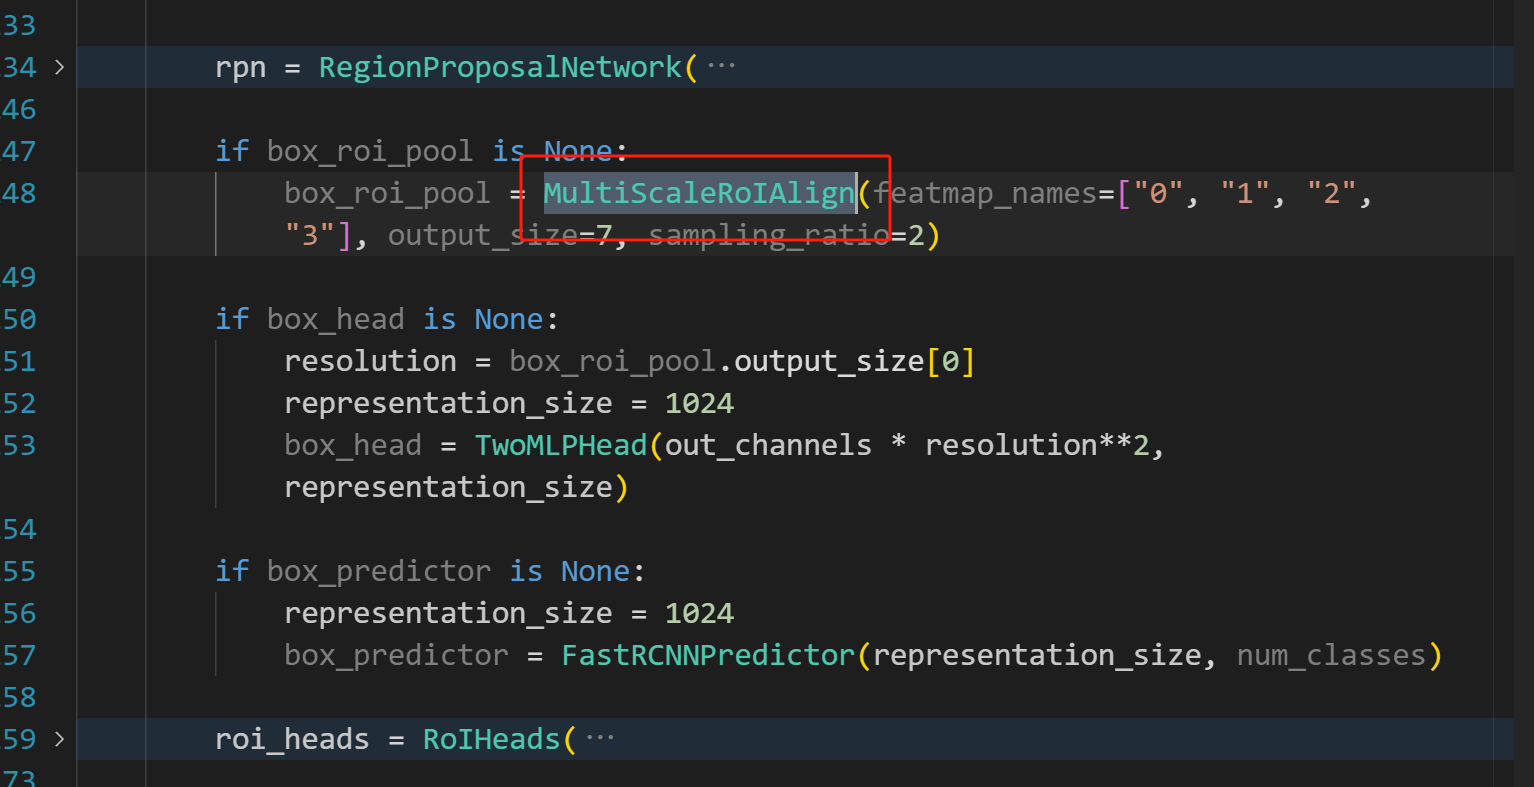 33
34 > rpn = RegionProposalNetwork(···
46
47 if box_roi_pool is None:
48 box_roi_pool = MultiScaleRoIAlign(featmap_names=["0", "1", "2",
"3"], output_size=7, sampling_ratio=2)
49
50 if box_head is None:
51 resolution = box_roi_pool.output_size[0]
52 representation_size = 1024
53 box_head = TwoMLPHead(out_channels * resolution**2,
representation_size)
54
55 if box_predictor is None:
56 representation_size = 1024
57 box_predictor = FastRCNNPredictor(representation_size, num_classes)
58
59 > roi_heads = RoIHeads(···
73